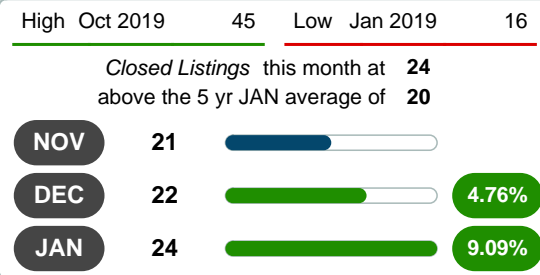 High Oct 2019 45 Low Jan 2019 16
Closed Listings this month at 24
above the 5 yr JAN average of 20
NOV 21
DEC 22 4.76%
JAN 24 9.09%